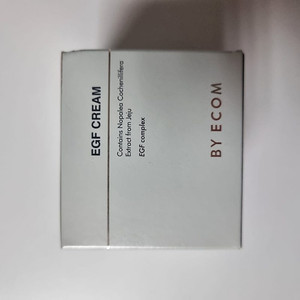 EGF CREAM
Contains Nopalea Cochenillifera
Extract from Jeju
EGF complex
BY ECOM